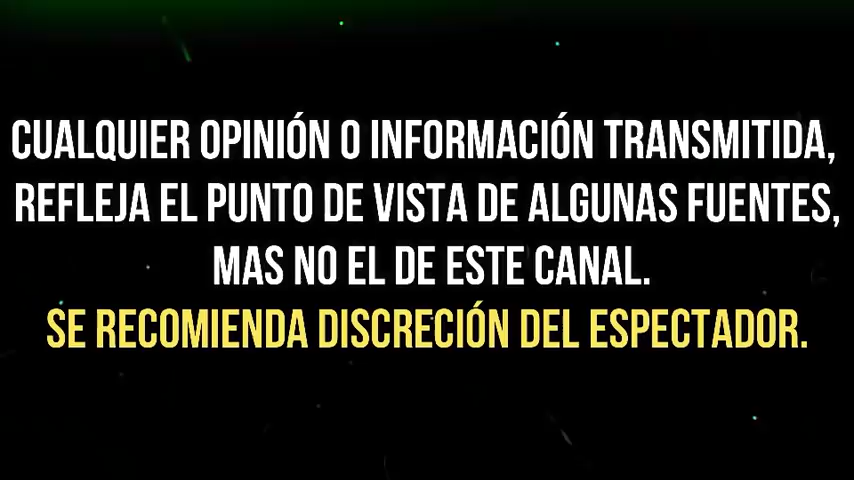 CUALQUIER OPINIÓN O INFORMACIÓN TRANSMITIDA,
REFLEJA EL PUNTO DE VISTA DE ALGUNAS FUENTES,
MAS NO EL DE ESTE CANAL.
SE RECOMIENDA DISCRECIÓN DEL ESPECTADOR.